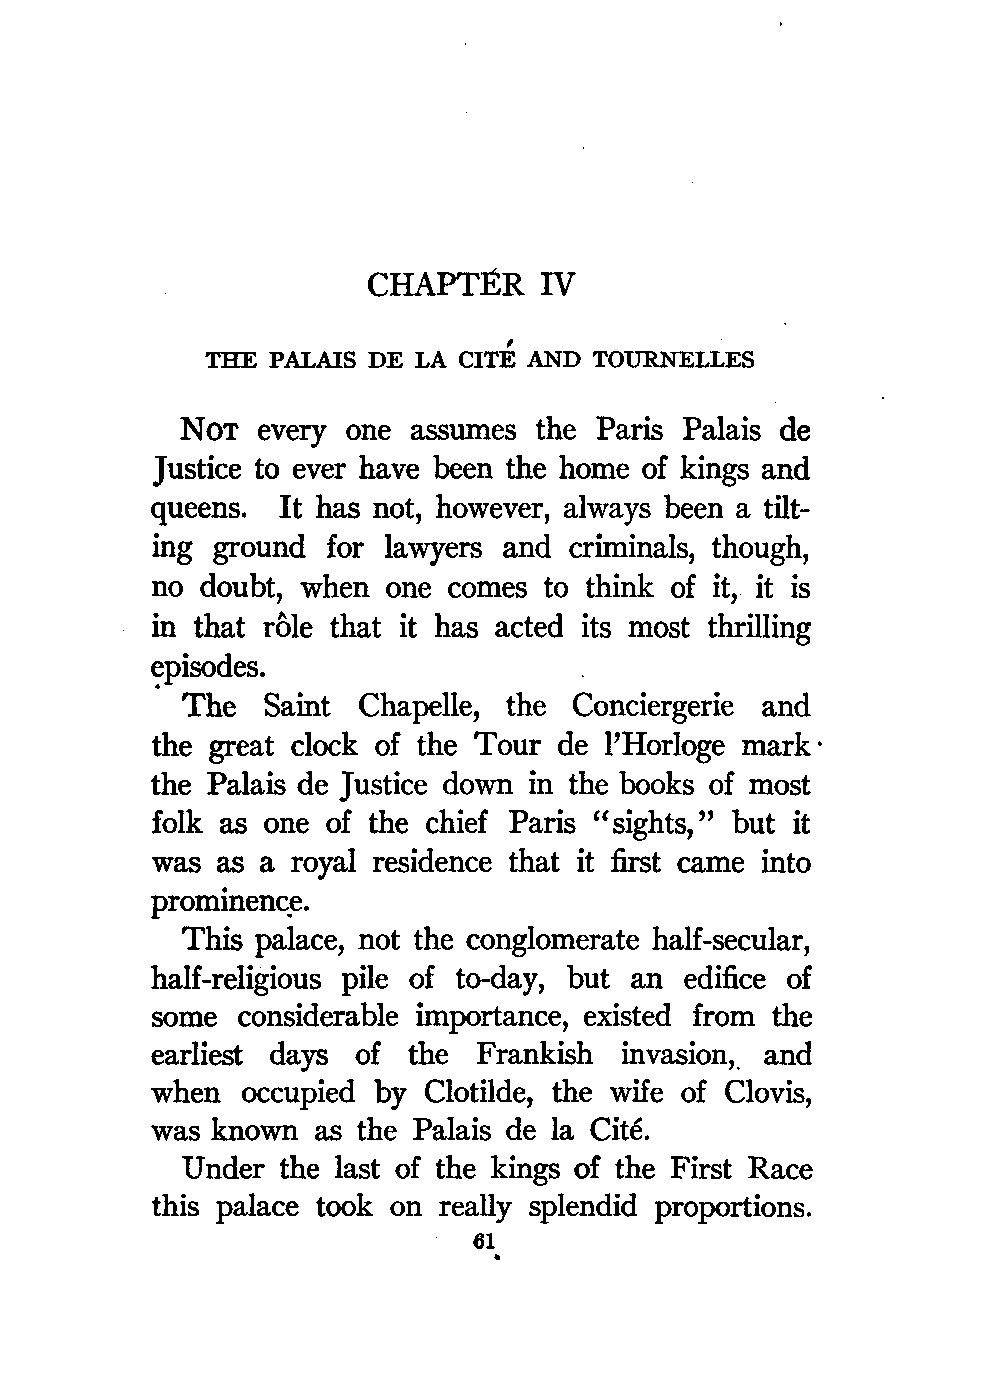 CHAPTÉR IV
THE PALAIS DE LA CITÉ AND TOURNELLES
NOT every one assumes the Paris Palais de
Justice to ever have been the home of kings and
queens. It has not, however, always been a tilt-
ing ground for lawyers and criminals, though,
no doubt, when one comes to think of it, it is
in that rôle that it has acted its most thrilling
episodes.
The Saint Chapelle, the Conciergerie and
the great clock of the Tour de l'Horloge mark
the Palais de Justice down in the books of most
folk as one of the chief Paris "sights," but it
was as a royal residence that it first came into
prominence.
This palace, not the conglomerate half-secular,
half-religious pile of to-day, but an edifice of
some considerable importance, existed from the
earliest days of the Frankish invasion, and
when occupied by Clotilde, the wife of Clovis,
was known as the Palais de la Cité.
Under the last of the kings of the First Race
this palace took on really splendid proportions.
61